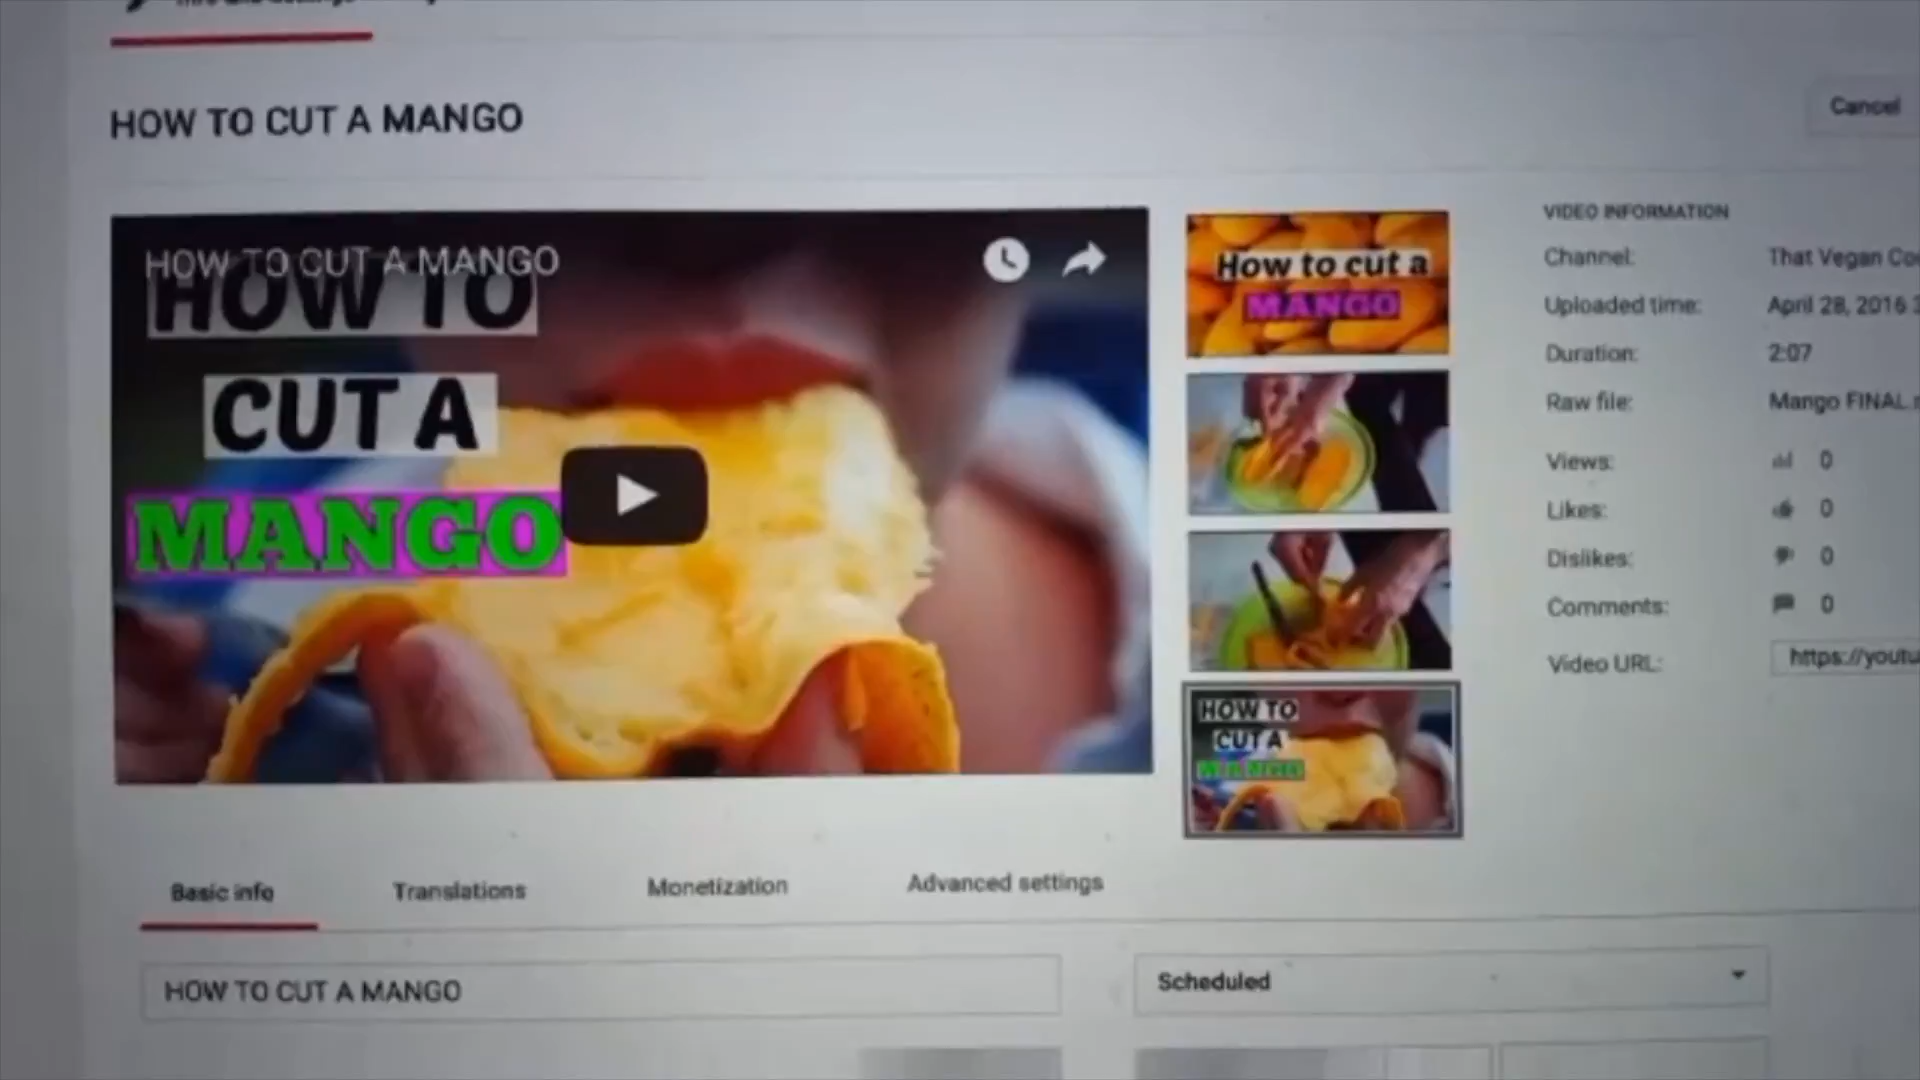 HOW TO CUT A MANGO
Cancel
HOW TO CUT A MANGO
HOW TO
CUT A
MANGO
How to cut a
MANGO
HOW TO
CUT A
MANGO
VIDEO INFORMATION
Channel: That Vegan
Uploaded time: April 28, 2016
Duration: 2:07
Raw file: Mango FINAL
Views: 0
Likes: 0
Dislikes: 0
Comments: 0
Video URL: https://youtu
Basic info Translations Monetization Advanced settings
HOW TO CUT A MANGO
Scheduled